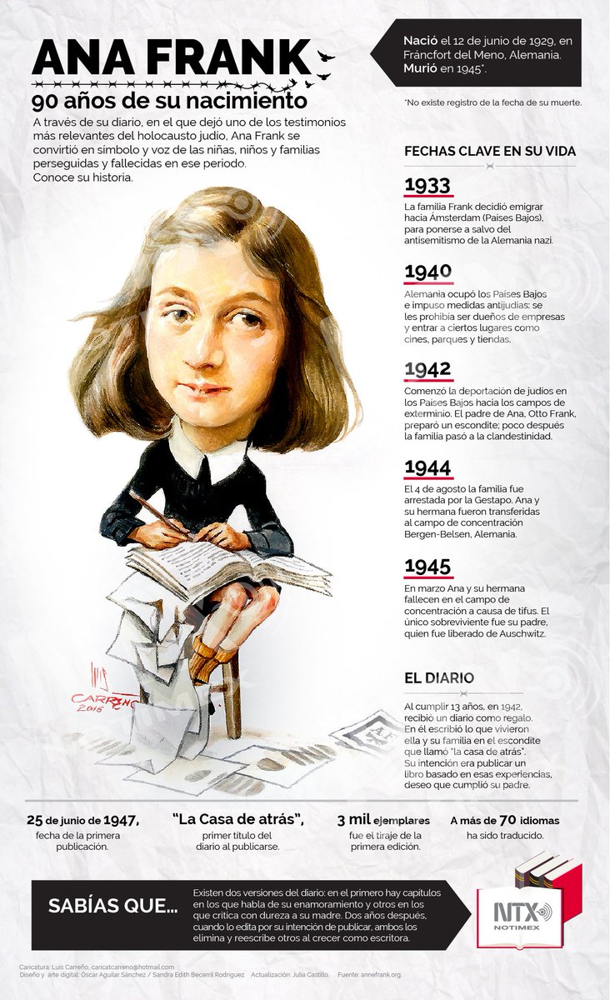 ANA FRANK
90 años de su nacimiento
A través de su diario, en el que dejó uno de los testimonios
más relevantes del holocausto judío, Ana Frank se
convirtió en símbolo y voz de las niñas, niños y familias
perseguidas y fallecidas en ese periodo.
Conoce su historia.
Nació el 12 de junio de 1929, en
Fráncfort del Meno, Alemania.
Murió en 1945*.
*No existe registro de la fecha de su muerte.
FECHAS CLAVE EN SU VIDA
1933
La familia Frank decidió emigrar
hacia Ámsterdam (Países Bajos),
para ponerse a salvo del
antisemitismo de la Alemania nazi.
1940
Alemania ocupó los Países Bajos
e impuso medidas antijudías: se
les prohibía ser dueños de empresas
y entrar a ciertos lugares como
cines, parques y tiendas.
1942
Comenzó la deportación de judíos en
los Países Bajos hacia los campos de
exterminio. El padre de Ana, Otto Frank,
preparó un escondite; poco después
la familia pasó a la clandestinidad.
1944
El 4 de agosto la familia fue
arrestada por la Gestapo. Ana y
su hermana fueron transferidas
al campo de concentración
Bergen-Belsen, Alemania.
1945
En marzo Ana y su hermana
fallecen en el campo de
concentración a causa de tifus. El
único sobreviviente fue su padre,
quien fue liberado de Auschwitz.
EL DIARIO
Al cumplir 13 años, en 1942,
recibió un diario como regalo.
En él escribió lo que vivieron
ella y su familia en el escondite
que llamó "la casa de atrás".
Su intención era publicar un
libro basado en esas experiencias,
deseo que cumplió su padre.
LUIS
CARREÑO
2016
25 de junio de 1947,
fecha de la primera
publicación.
“La Casa de atrás”,
primer título del
diario al publicarse.
3 mil ejemplares
fue el tiraje de la
primera edición.
A más de 70 idiomas
ha sido traducido.
SABÍAS QUE...
Existen dos versiones del diario: en el primero hay capítulos
en los que habla de su enamoramiento y otros en los
que critica con dureza a su madre. Dos años después,
cuando lo edita por su intención de publicar, ambos los
elimina y reescribe otros al crecer como escritora.
NTX
NOTIMEX
Caricatura: Luis Carreño, caricatcarreno@hotmail.com
Diseño y arte digital: Óscar Aguilar Sánchez / Sandra Edith Becerril Rodríguez Actualización: Julia Castillo. Fuente: annefrank.org.